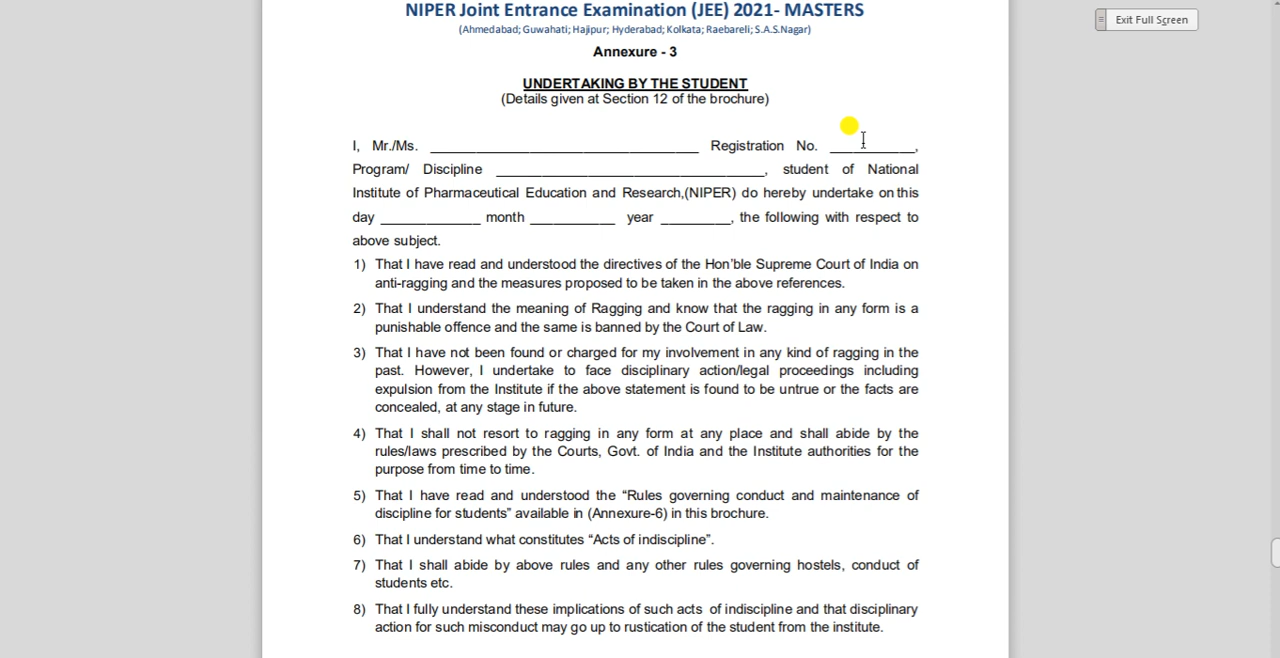 NIPER Joint Entrance Examination (JEE) 2021- MASTERS
Exit Full Screen
(Ahmedabad; Guwahati; Hajipur; Hyderabad; Kolkata; Raebareli; S.A.S.Nagar)
Annexure - 3
UNDERTAKING BY THE STUDENT
(Details given at Section 12 of the brochure)
I, Mr./Ms. ___________________________________ Registration No. ___________,
Program/ Discipline ___________________________________, student of National
Institute of Pharmaceutical Education and Research,(NIPER) do hereby undertake on this
day _____________ month ___________ year _________, the following with respect to
above subject.
1) That I have read and understood the directives of the Hon’ble Supreme Court of India on
anti-ragging and the measures proposed to be taken in the above references.
2) That I understand the meaning of Ragging and know that the ragging in any form is a
punishable offence and the same is banned by the Court of Law.
3) That I have not been found or charged for my involvement in any kind of ragging in the
past. However, I undertake to face disciplinary action/legal proceedings including
expulsion from the Institute if the above statement is found to be untrue or the facts are
concealed, at any stage in future.
4) That I shall not resort to ragging in any form at any place and shall abide by the
rules/laws prescribed by the Courts, Govt. of India and the Institute authorities for the
purpose from time to time.
5) That I have read and understood the “Rules governing conduct and maintenance of
discipline for students” available in (Annexure-6) in this brochure.
6) That I understand what constitutes “Acts of indiscipline”.
7) That I shall abide by above rules and any other rules governing hostels, conduct of
students etc.
8) That I fully understand these implications of such acts of indiscipline and that disciplinary
action for such misconduct may go up to rustication of the student from the institute.